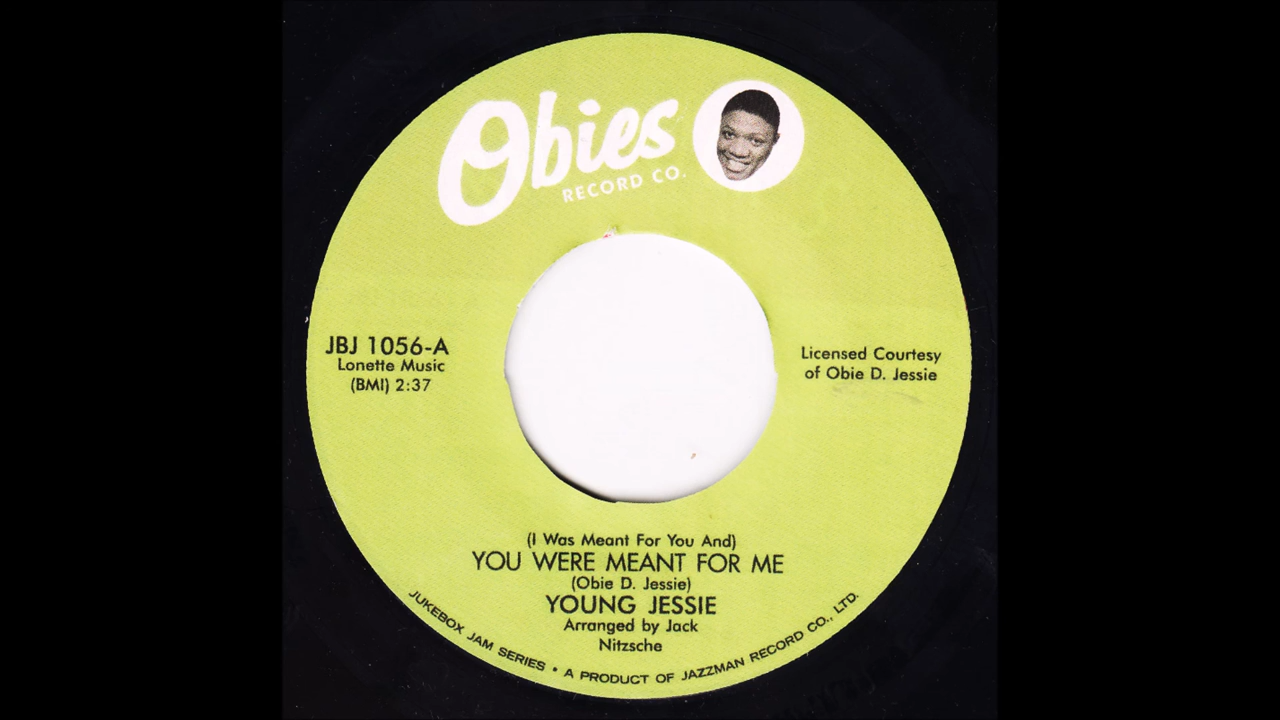 Obies
RECORD CO.
JBJ 1056-A
Lonette Music
(BMI) 2:37
Licensed Courtesy
of Obie D. Jessie
(I Was Meant For You And)
YOU WERE MEANT FOR ME
(Obie D. Jessie)
YOUNG JESSIE
Arranged by Jack
Nitzsche
JUKEBOX JAM SERIES • A PRODUCT OF JAZZMAN RECORD CO., LTD.